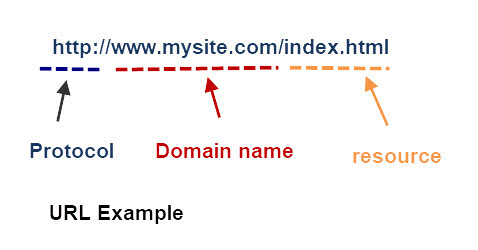 http://www.mysite.com/index.html
Protocol Domain name resource
URL Example